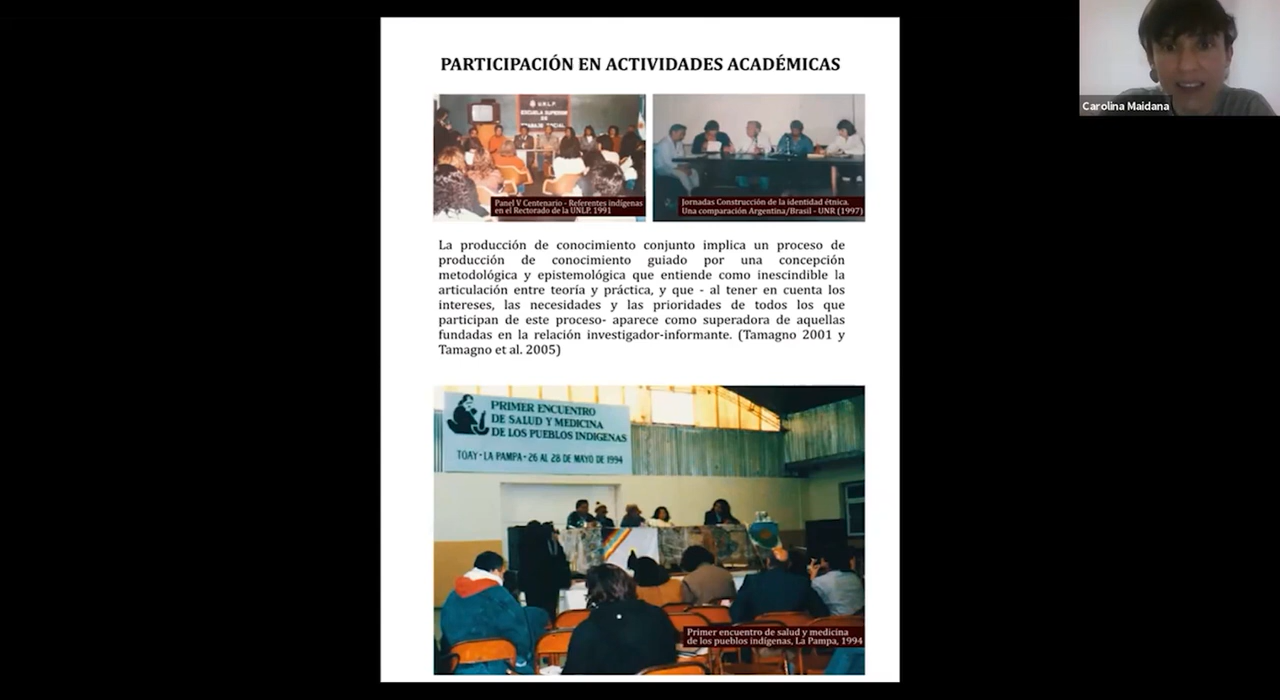 PARTICIPACIÓN EN ACTIVIDADES ACADÉMICAS
Carolina Maidana
U.N.L.P.
ESCUELA SUPERIOR
DE
TRABAJO SOCIAL
Panel V Centenario - Referentes indígenas
en el Rectorado de la UNLP. 1991
Jornadas Construcción de la identidad étnica.
Una comparación Argentina/Brasil - UNR (1997)
La producción de conocimiento conjunto implica un proceso de
producción de conocimiento guiado por una concepción
metodológica y epistemológica que entiende como inescindible la
articulación entre teoría y práctica, y que - al tener en cuenta los
intereses, las necesidades y las prioridades de todos los que
participan de este proceso- aparece como superadora de aquellas
fundadas en la relación investigador-informante. (Tamagno 2001 y
Tamagno et al. 2005)
PRIMER ENCUENTRO
DE SALUD Y MEDICINA
DE LOS PUEBLOS INDIGENAS
TOAY - LA PAMPA - 26 AL 28 DE MAYO DE 1994
Primer encuentro de salud y medicina
de los pueblos indígenas, La Pampa, 1994